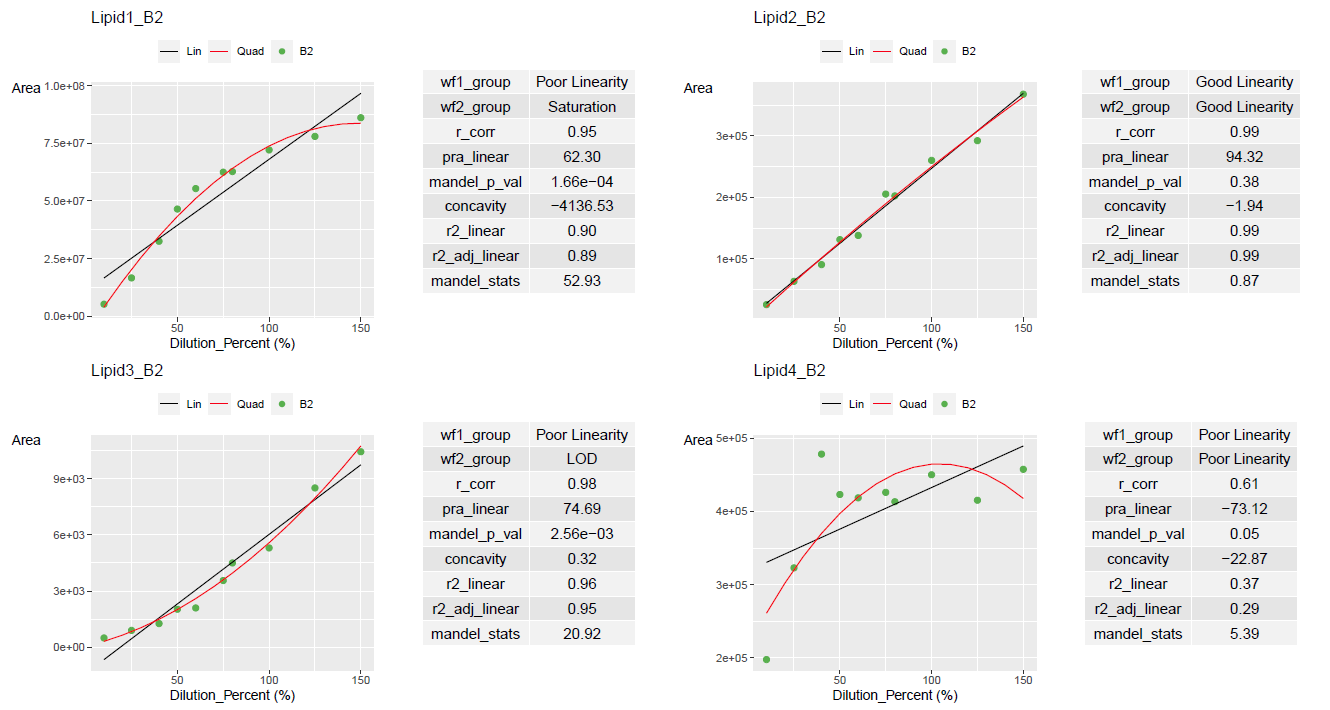 Lipid1_B2
Lin Quad B2
Area
1.0e+08
7.5e+07
5.0e+07
2.5e+07
0.0e+00
50 100 150
Dilution_Percent (%)
wf1_group Poor Linearity
wf2_group Saturation
r_corr 0.95
pra_linear 62.30
mandel_p_val 1.66e−04
concavity −4136.53
r2_linear 0.90
r2_adj_linear 0.89
mandel_stats 52.93
Lipid2_B2
Lin Quad B2
Area
3e+05
2e+05
1e+05
50 100 150
Dilution_Percent (%)
wf1_group Good Linearity
wf2_group Good Linearity
r_corr 0.99
pra_linear 94.32
mandel_p_val 0.38
concavity −1.94
r2_linear 0.99
r2_adj_linear 0.99
mandel_stats 0.87
Lipid3_B2
Lin Quad B2
Area
9e+03
6e+03
3e+03
0e+00
50 100 150
Dilution_Percent (%)
wf1_group Poor Linearity
wf2_group LOD
r_corr 0.98
pra_linear 74.69
mandel_p_val 2.56e−03
concavity 0.32
r2_linear 0.96
r2_adj_linear 0.95
mandel_stats 20.92
Lipid4_B2
Lin Quad B2
Area
5e+05
4e+05
3e+05
2e+05
50 100 150
Dilution_Percent (%)
wf1_group Poor Linearity
wf2_group Poor Linearity
r_corr 0.61
pra_linear −73.12
mandel_p_val 0.05
concavity −22.87
r2_linear 0.37
r2_adj_linear 0.29
mandel_stats 5.39